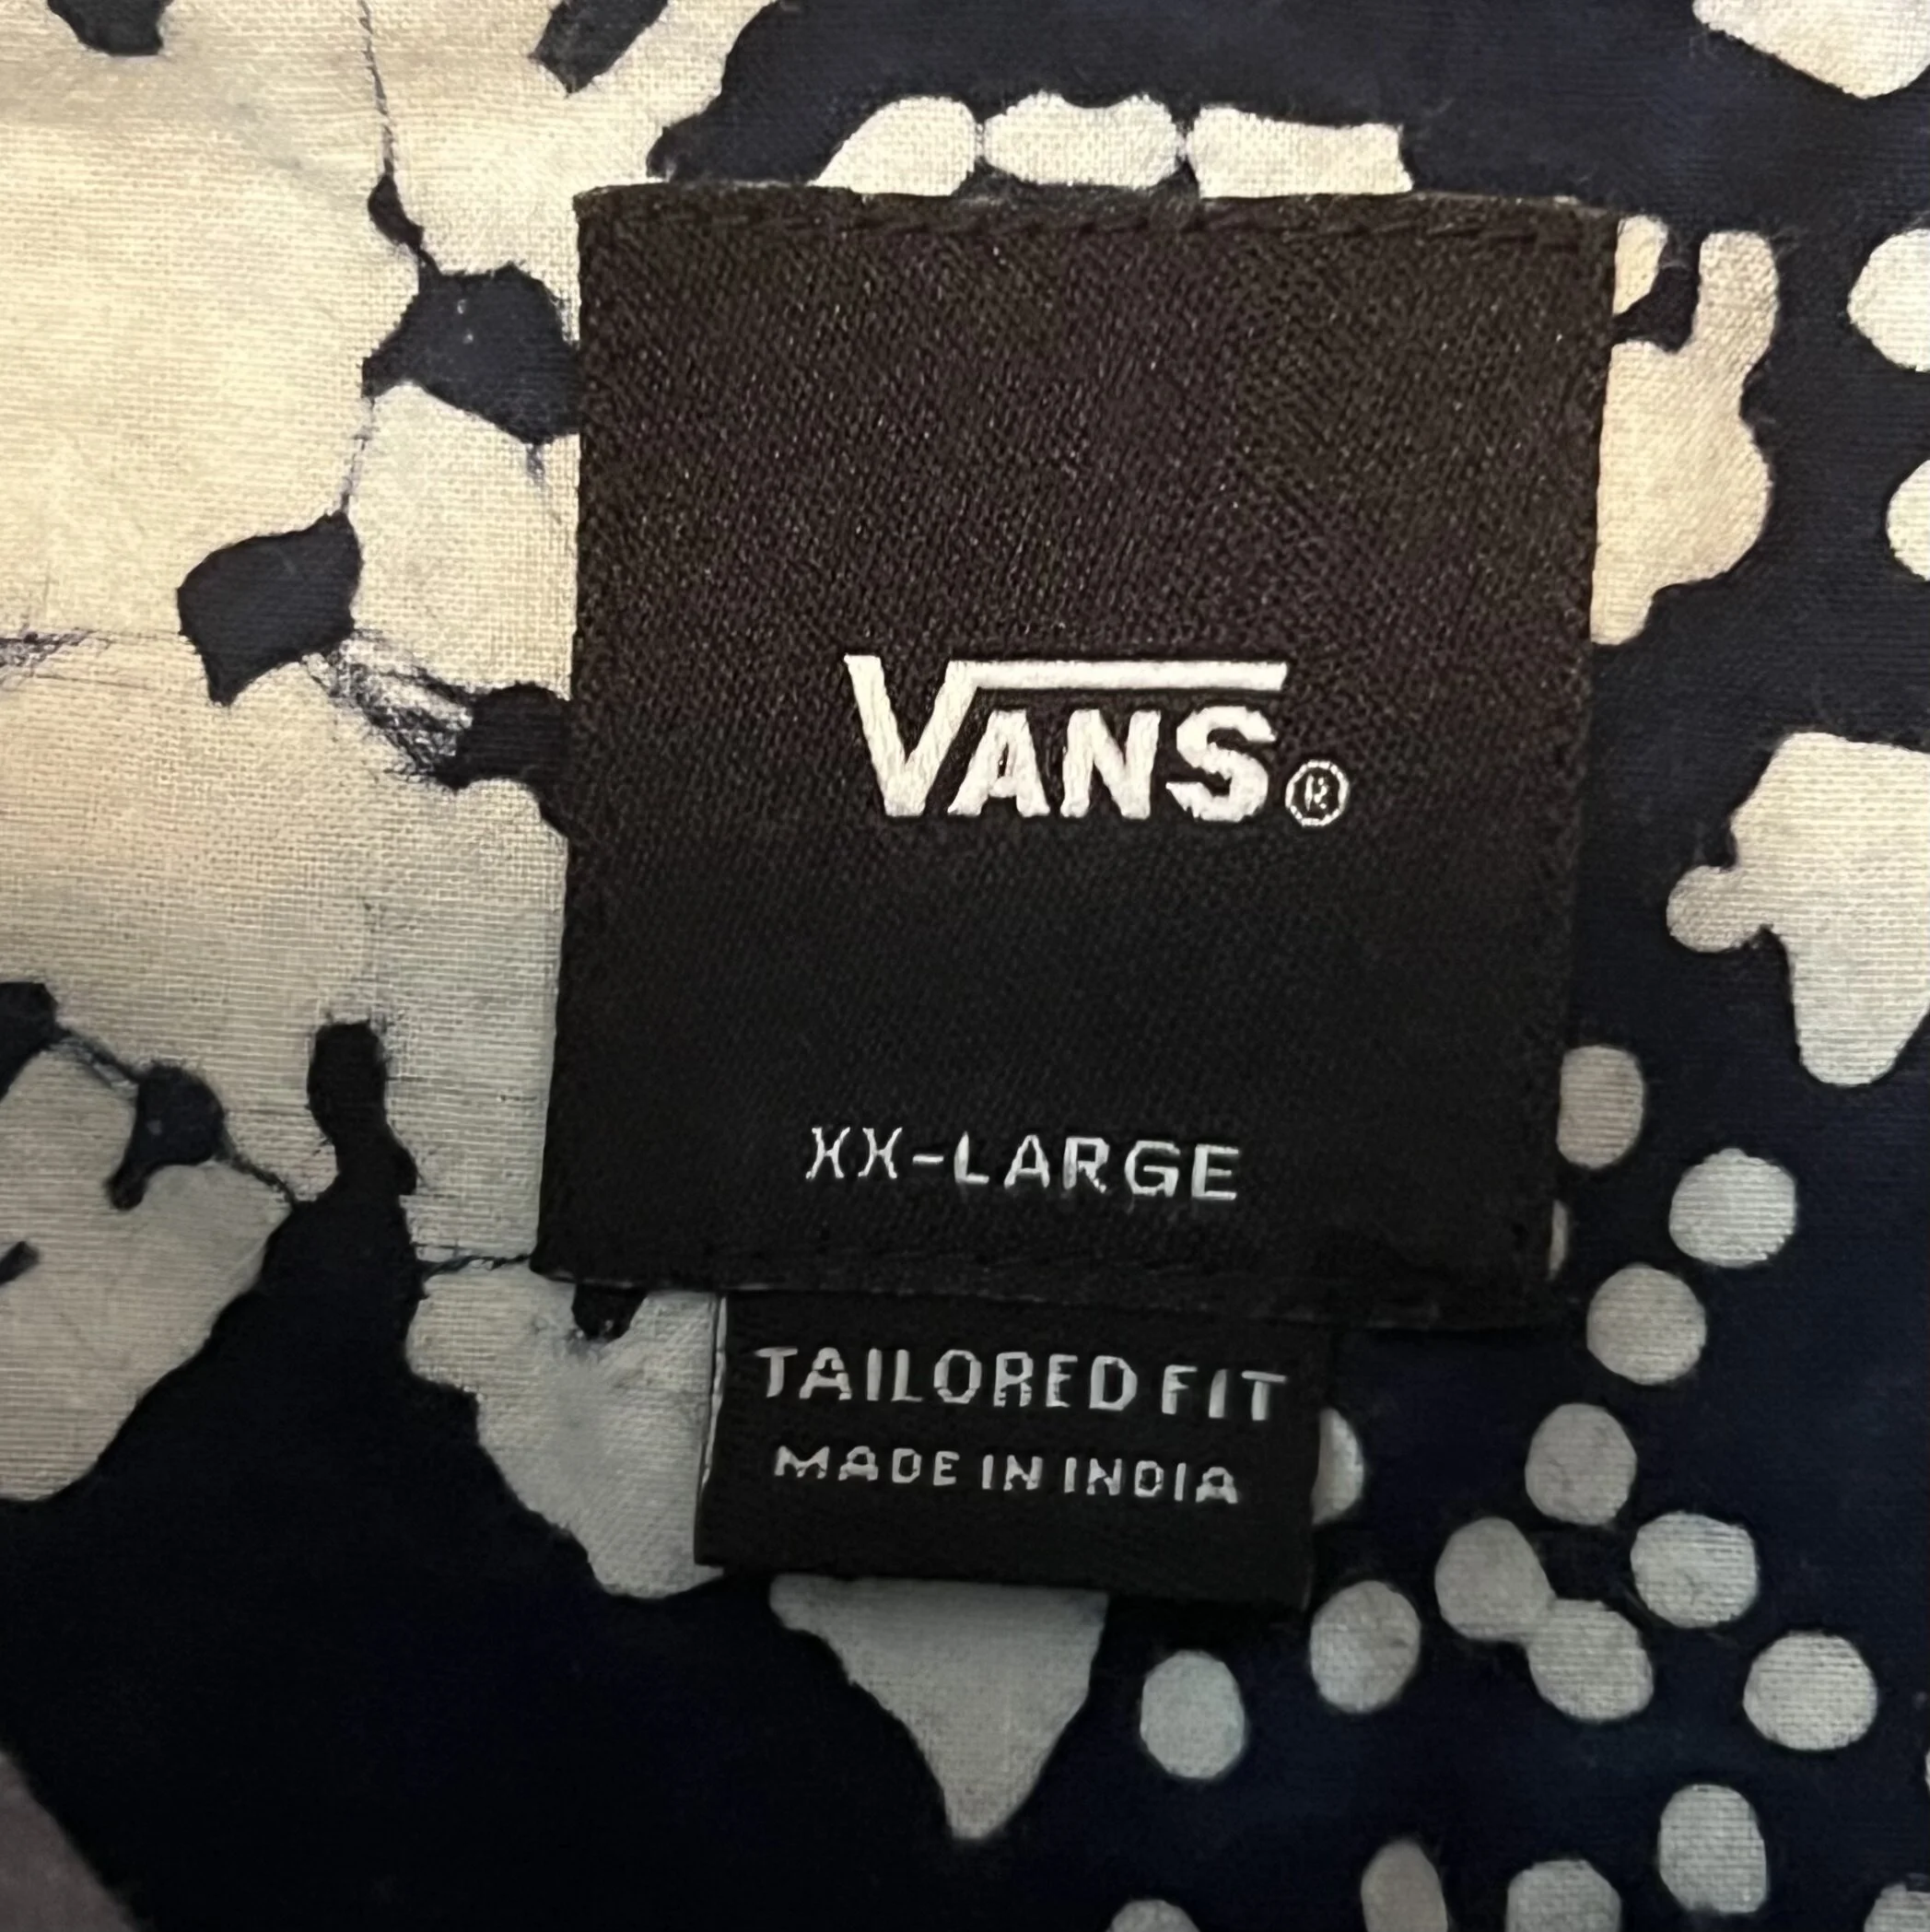 VANS®
XX-LARGE
TAILORED FIT
MADE IN INDIA